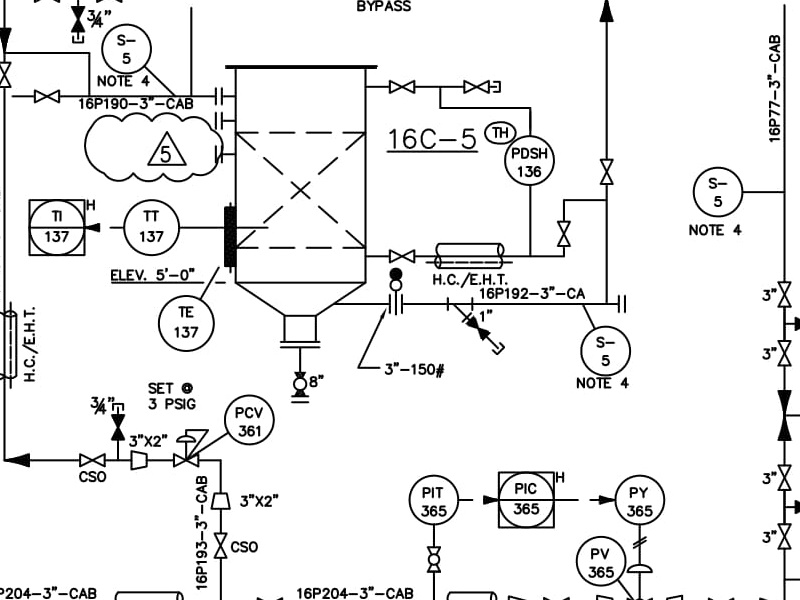 BYPASS
3/4"
S-
5
NOTE 4
16P190-3"-CAB
5
16C-5
TH
PDSH
136
16P77-3"-CAB
S-
5
NOTE 4
TI
137
H
TT
137
ELEV. 5'-0"
TE
137
H.C./E.H.T.
16P192-3"-CA
1"
3"-150#
S-
5
NOTE 4
3"
3"
H.C./E.H.T.
8"
SET @
3 PSIG
3/4"
PCV
361
3"X2"
CSO
16P193-3"-CAB
3"X2"
CSO
PIT
365
PIC
365
H
PY
365
PV
365
3"
3"
P204-3"-CAB
16P204-3"-CAB